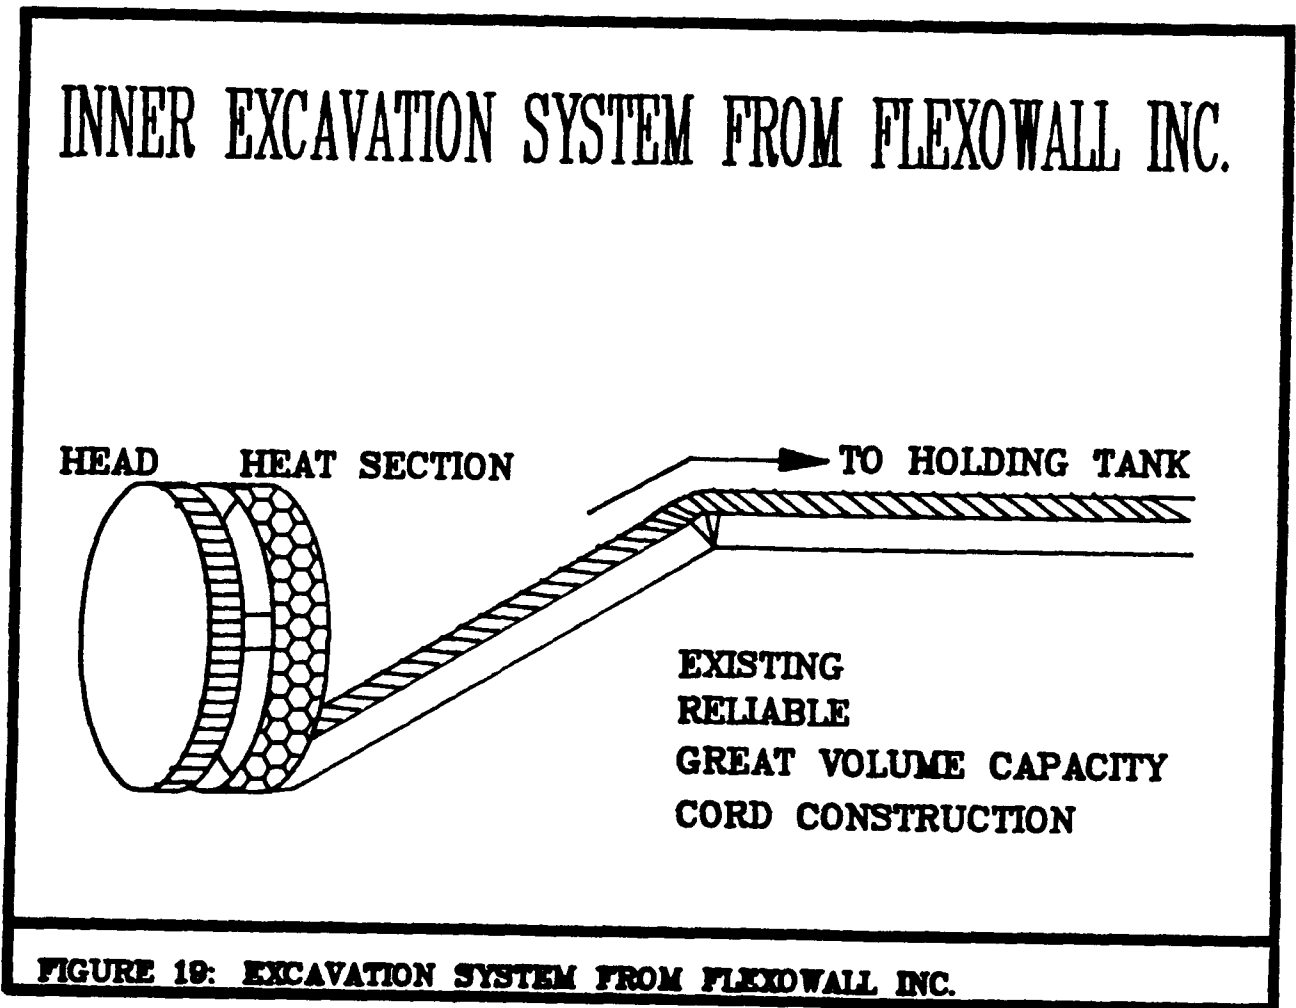 INNER EXCAVATION SYSTEM FROM FLEXOWALL INC.
HEAD
HEAT SECTION
TO HOLDING TANK
EXISTING
RELIABLE
GREAT VOLUME CAPACITY
CORD CONSTRUCTION
FIGURE 19: EXCAVATION SYSTEM FROM FLEXOWALL INC.